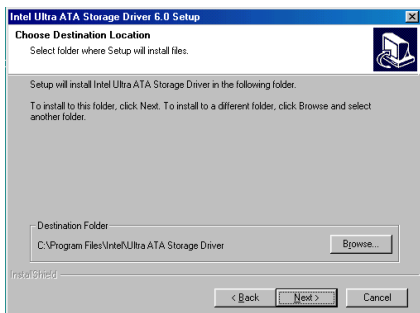 Intel Ultra ATA Storage Driver 6.0 Setup
Choose Destination Location
Select folder where Setup will install files.
Setup will install Intel Ultra ATA Storage Driver in the following folder.
To install to this folder, click Next. To install to a different folder, click Browse and select
another folder.
Destination Folder
C:\Program Files\Intel\Ultra ATA Storage Driver
Browse...
InstallShield
< Back
Next >
Cancel